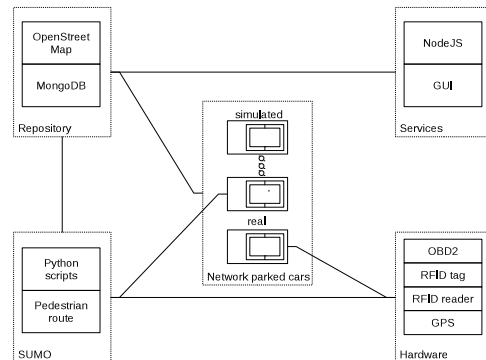 OpenStreet
Map
MongoDB
Repository
NodeJS
GUI
Services
simulated
real
Network parked cars
Python
scripts
Pedestrian
route
SUMO
OBD2
RFID tag
RFID reader
GPS
Hardware